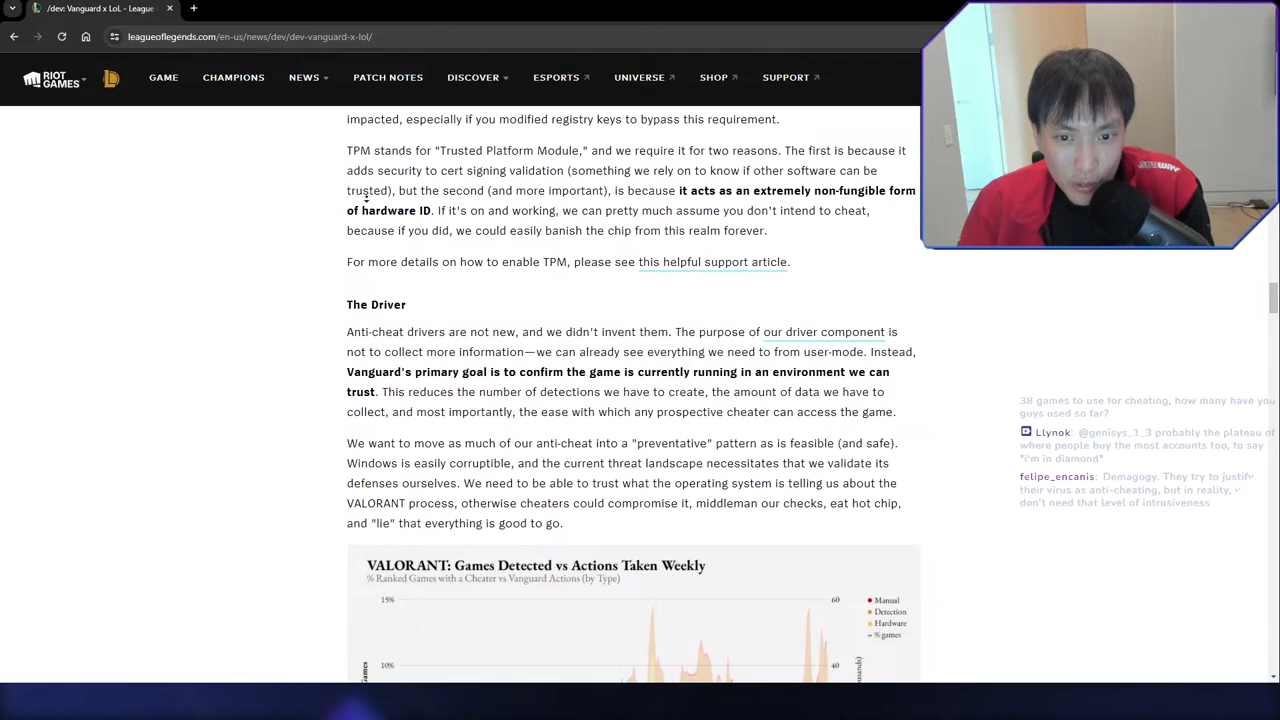 /dev: Vanguard x LoL - League
leagueoflegends.com/en-us/news/dev/dev-vanguard-x-lol/
RIOT GAMES
GAME
CHAMPIONS
NEWS
PATCH NOTES
DISCOVER
ESPORTS
UNIVERSE
SHOP
SUPPORT
impacted, especially if you modified registry keys to bypass this requirement.
TPM stands for "Trusted Platform Module," and we require it for two reasons. The first is because it
adds security to cert signing validation (something we rely on to know if other software can be
trusted), but the second (and more important), is because it acts as an extremely non-fungible form
of hardware ID. If it's on and working, we can pretty much assume you don't intend to cheat,
because if you did, we could easily banish the chip from this realm forever.
For more details on how to enable TPM, please see this helpful support article.
The Driver
Anti-cheat drivers are not new, and we didn't invent them. The purpose of our driver component is
not to collect more information—we can already see everything we need to from user-mode. Instead,
Vanguard's primary goal is to confirm the game is currently running in an environment we can
trust. This reduces the number of detections we have to create, the amount of data we have to
collect, and most importantly, the ease with which any prospective cheater can access the game.
We want to move as much of our anti-cheat into a "preventative" pattern as is feasible (and safe).
Windows is easily corruptible, and the current threat landscape necessitates that we validate its
defenses ourselves. We need to be able to trust what the operating system is telling us about the
VALORANT process, otherwise cheaters could compromise it, middleman our checks, eat hot chip,
and "lie" that everything is good to go.
VALORANT: Games Detected vs Actions Taken Weekly
% Ranked Games with a Cheater vs Vanguard Actions (by Type)
15%
60
Manual
Detection
Hardware
% games
10%
40
Games
SUBWAY
38 games to use for cheating, how many have you
guys used so far?
Llynok: @genisys_1_3 probably the plateau of
where people buy the most accounts too, to say
"i'm in diamond"
felipe_encanis: Demagogy. They try to justify
their virus as anti-cheating, but in reality,
don't need that level of intrusiveness